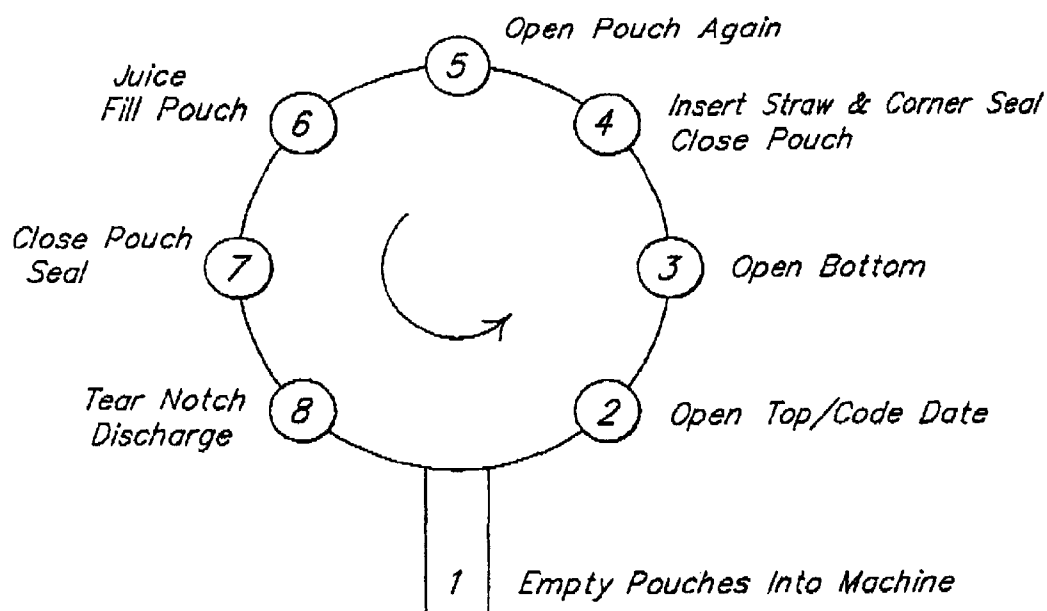 Open Pouch Again
5
Juice
Fill Pouch
6
4
Insert Straw & Corner Seal
Close Pouch
Close Pouch
Seal
7
3
Open Bottom
Tear Notch
Discharge
8
2
Open Top/Code Date
1
Empty Pouches Into Machine